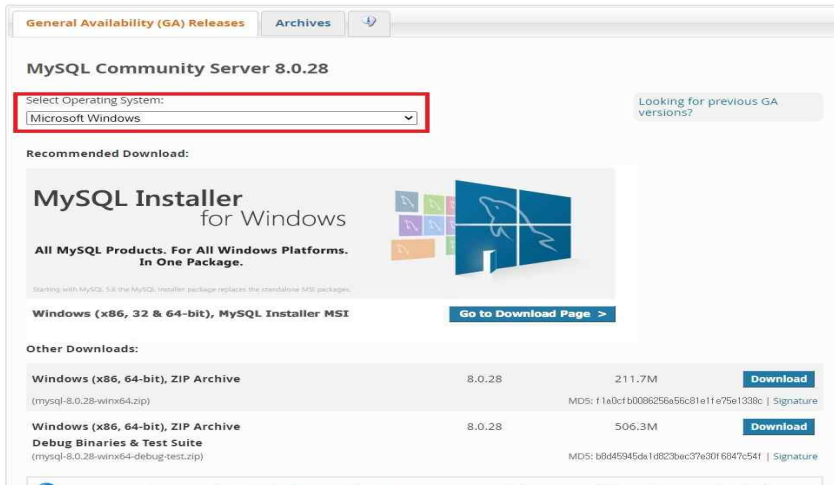 General Availability (GA) Releases
Archives
MySQL Community Server 8.0.28
Select Operating System:
Microsoft Windows
Looking for previous GA
versions?
Recommended Download:
MySQL Installer
for Windows
All MySQL Products. For All Windows Platforms.
In One Package.
Starting with MySQL 5.6 the MySQL Installer package replaces the standalone MSI packages.
Windows (x86, 32 & 64-bit), MySQL Installer MSI
Go to Download Page >
Other Downloads:
Windows (x86, 64-bit), ZIP Archive
8.0.28
211.7M
Download
(mysql-8.0.28-winx64.zip)
MD5: f1a0cfb0086256a56c81e1fe75e1338c | Signature
Windows (x86, 64-bit), ZIP Archive
8.0.28
506.3M
Download
Debug Binaries & Test Suite
(mysql-8.0.28-winx64-debug-test.zip)
MD5: b8d45945da1d823bec37e30f6847c54f | Signature